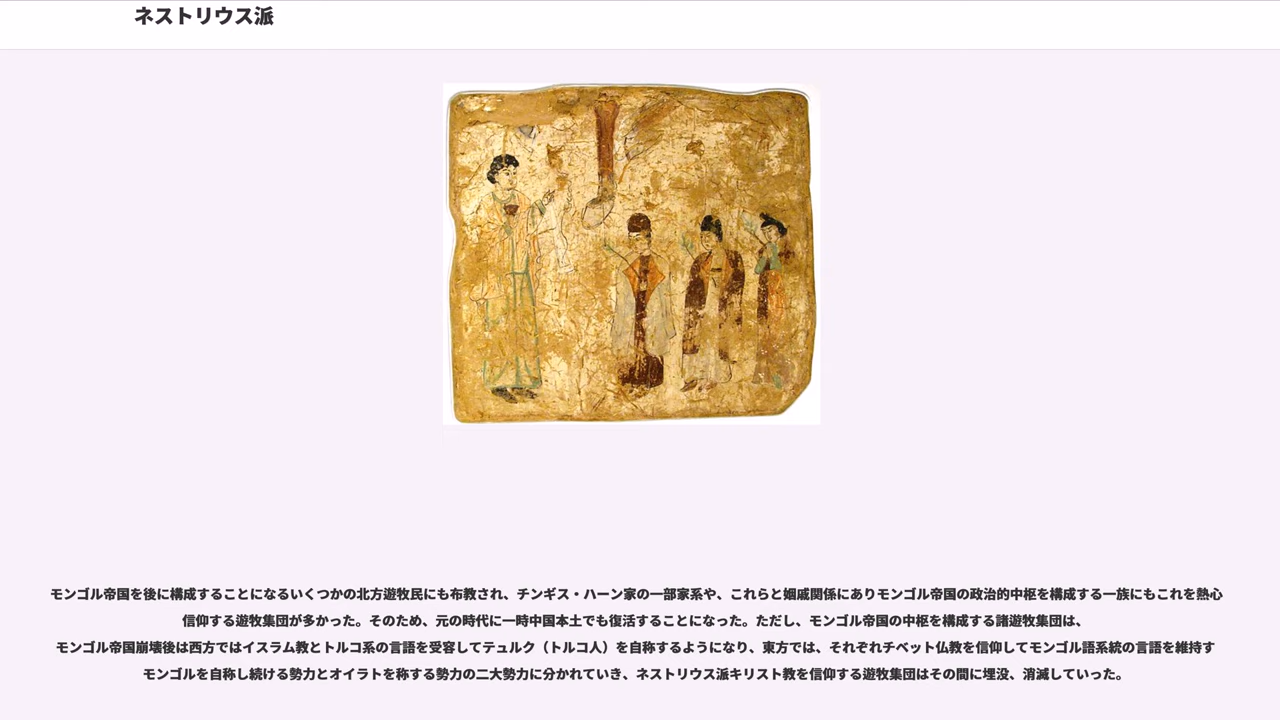 ネストリウス派
モンゴル帝国を後に構成することになるいくつかの北方遊牧民にも布教され、チンギス・ハーン家の一部家系や、これらと姻戚関係にありモンゴル帝国の政治的中枢を構成する一族にもこれを熱心
信仰する遊牧集団が多かった。そのため、元の時代に一時中国本土でも復活することになった。ただし、モンゴル帝国の中枢を構成する諸遊牧集団は、
モンゴル帝国崩壊後は西方ではイスラム教とトルコ系の言語を受容してテュルク（トルコ人）を自称するようになり、東方では、それぞれチベット仏教を信仰してモンゴル語系統の言語を維持す
モンゴルを自称し続ける勢力とオイラトを称する勢力の二大勢力に分かれていき、ネストリウス派キリスト教を信仰する遊牧集団はその間に埋没、消滅していった。